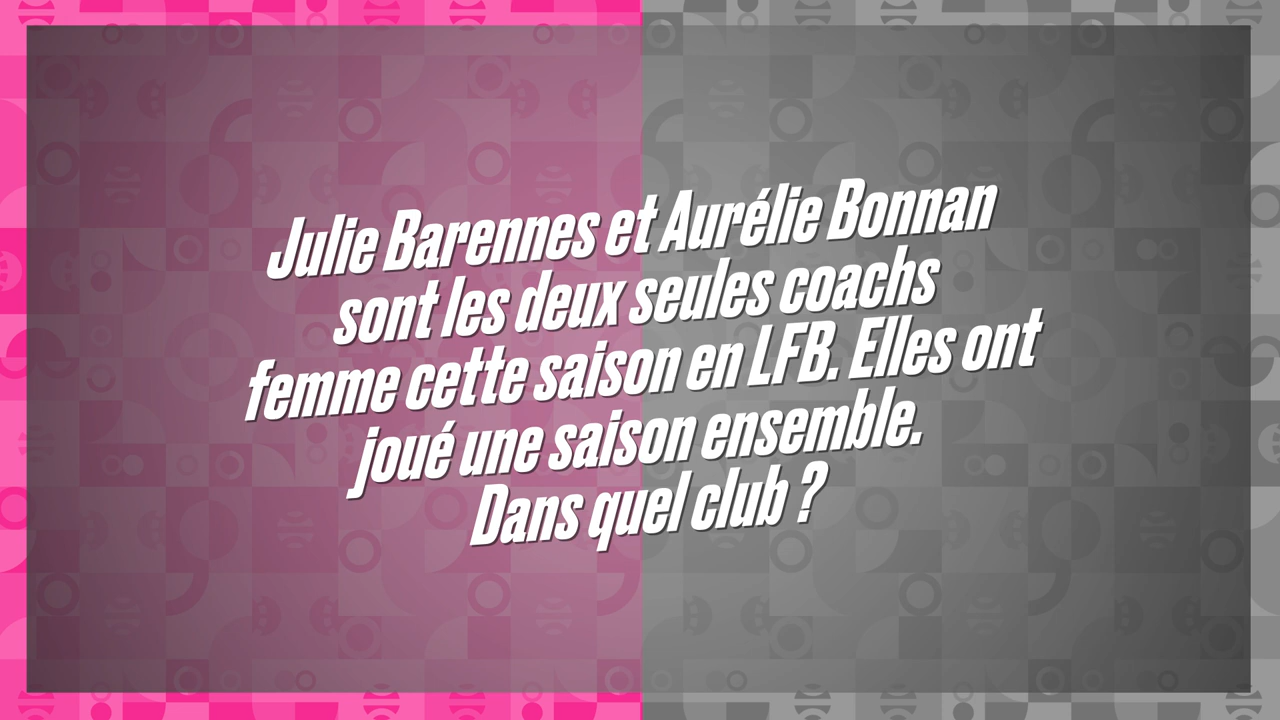 Julie Barennes et Aurélie Bonnan
sont les deux seules coachs
femme cette saison en LFB. Elles ont
joué une saison ensemble.
Dans quel club ?